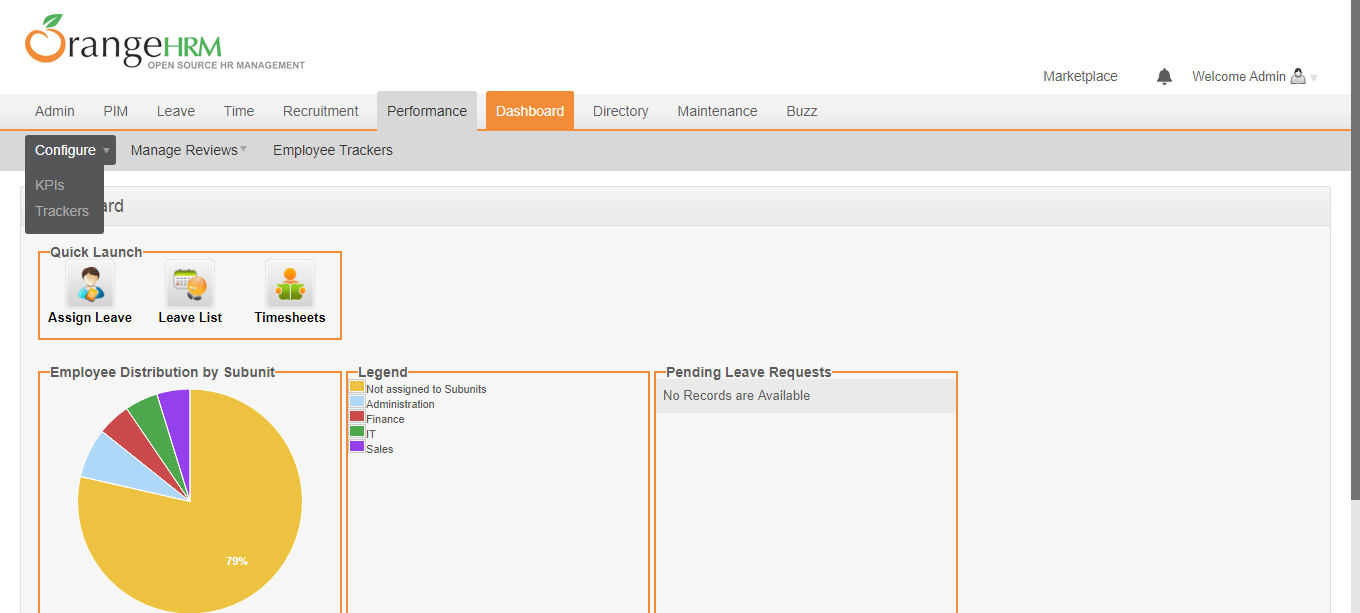 OrangeHRM
OPEN SOURCE HR MANAGEMENT
Marketplace
Welcome Admin
Admin PIM Leave Time Recruitment Performance Dashboard Directory Maintenance Buzz
Configure Manage Reviews Employee Trackers
KPIs
Trackers
ard
Quick Launch
Assign Leave Leave List Timesheets
Employee Distribution by Subunit
79%
Legend
Not assigned to Subunits
Administration
Finance
IT
Sales
Pending Leave Requests
No Records are Available